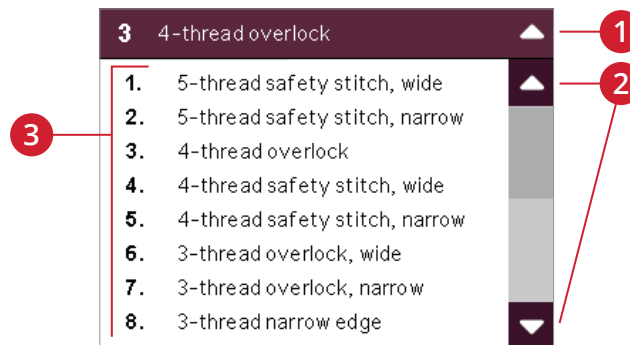 3 4-thread overlock
1
1. 5-thread safety stitch, wide
2
2. 5-thread safety stitch, narrow
3
3. 4-thread overlock
4. 4-thread safety stitch, wide
5. 4-thread safety stitch, narrow
6. 3-thread overlock, wide
7. 3-thread overlock, narrow
8. 3-thread narrow edge